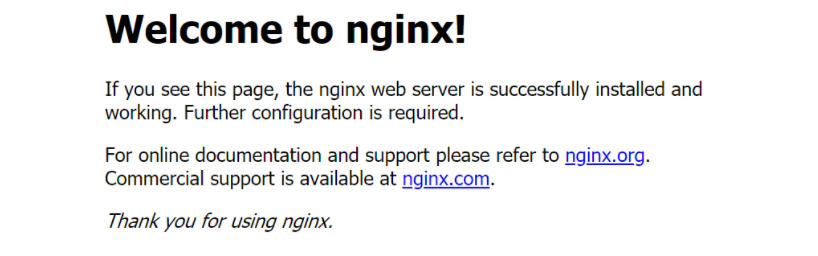 Welcome to nginx!
If you see this page, the nginx web server is successfully installed and
working. Further configuration is required.
For online documentation and support please refer to nginx.org.
Commercial support is available at nginx.com.
Thank you for using nginx.